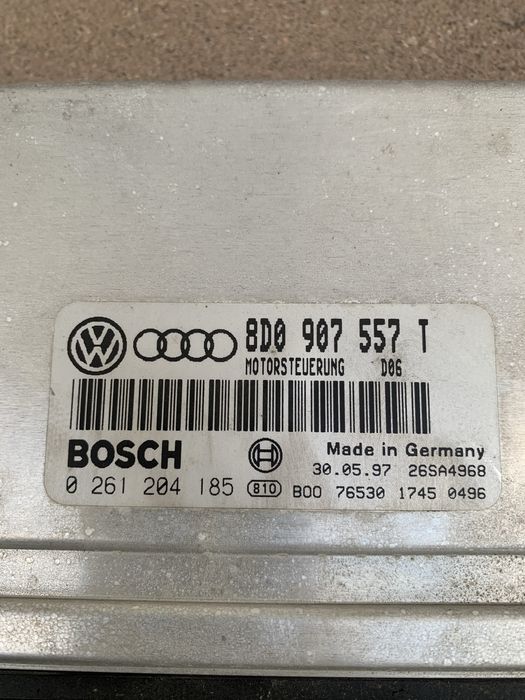 8D0 907 557 T
MOTORSTEUERUNG D06
BOSCH
Made in Germany
30.05.97 26SA4968
0 261 204 185 810 B00 76530 1745 0496